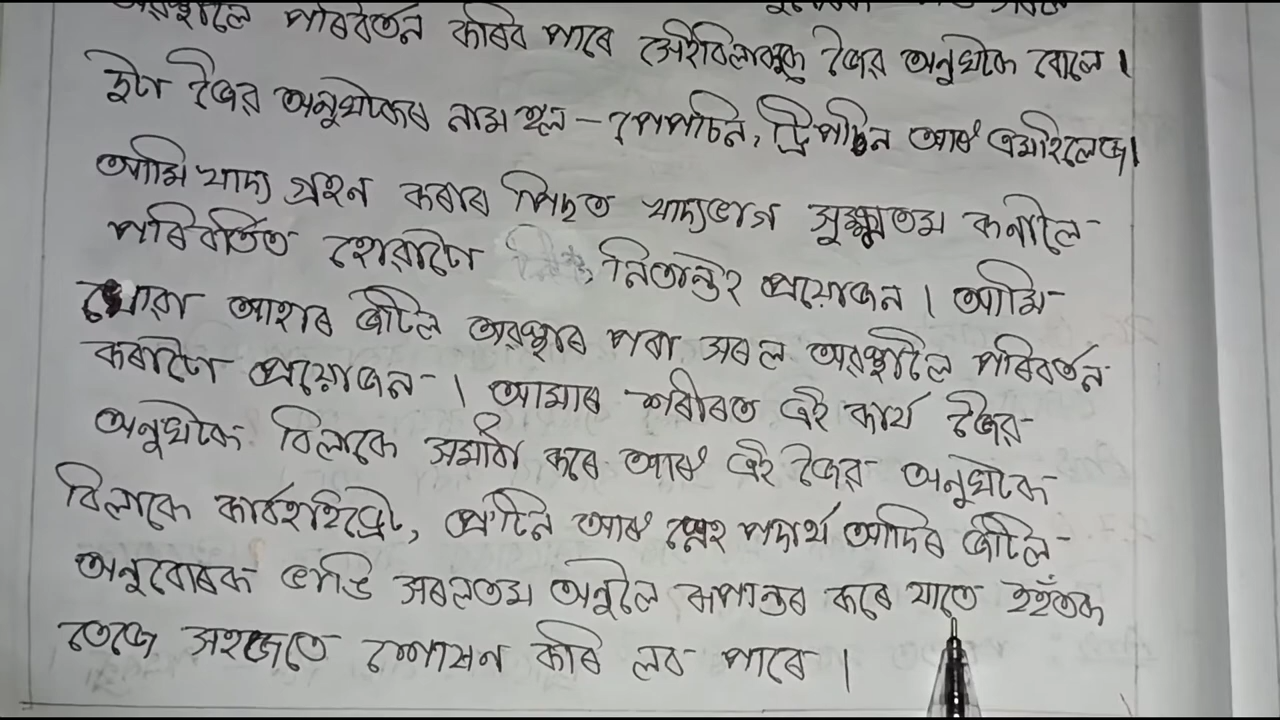 অৱস্থালৈ পৰিবৰ্তন কৰিব পাৰে সেইবিলাকক জৈৱ অনুঘটক বোলে।
দুটা জৈৱ অনুঘটকৰ নাম হ'ল – পেপচিন, ট্ৰিপচিন আৰু এমাইলেজ।
আমি খাদ্য গ্ৰহন কৰাৰ পিছত খাদ্যভাগ সুক্ষ্মতম কনালৈ-
পৰিবৰ্তিত হোৱাটো নিতান্তই প্ৰয়োজন। আমি-
খোৱা আহাৰ জটিল অৱস্থাৰ পৰা সৰল অৱস্থালৈ পৰিবৰ্তন
কৰাটো প্ৰয়োজন-। আমাৰ শৰীৰত এই কাৰ্য জৈৱ-
অনুঘটক বিলাকে সমাধা কৰে আৰু এই জৈৱ অনুঘটক-
বিলাকে কাৰ্বহাইড্ৰেট, প্ৰ'টিন আৰু স্নেহ পদাৰ্থ আদিৰ জটিল-
অনুবোৰক ভাঙি সৰলতম অনুলৈ ৰূপান্তৰ কৰে যাতে ইহঁতক
তেজে সহজতে শোষন কৰি লব পাৰে।